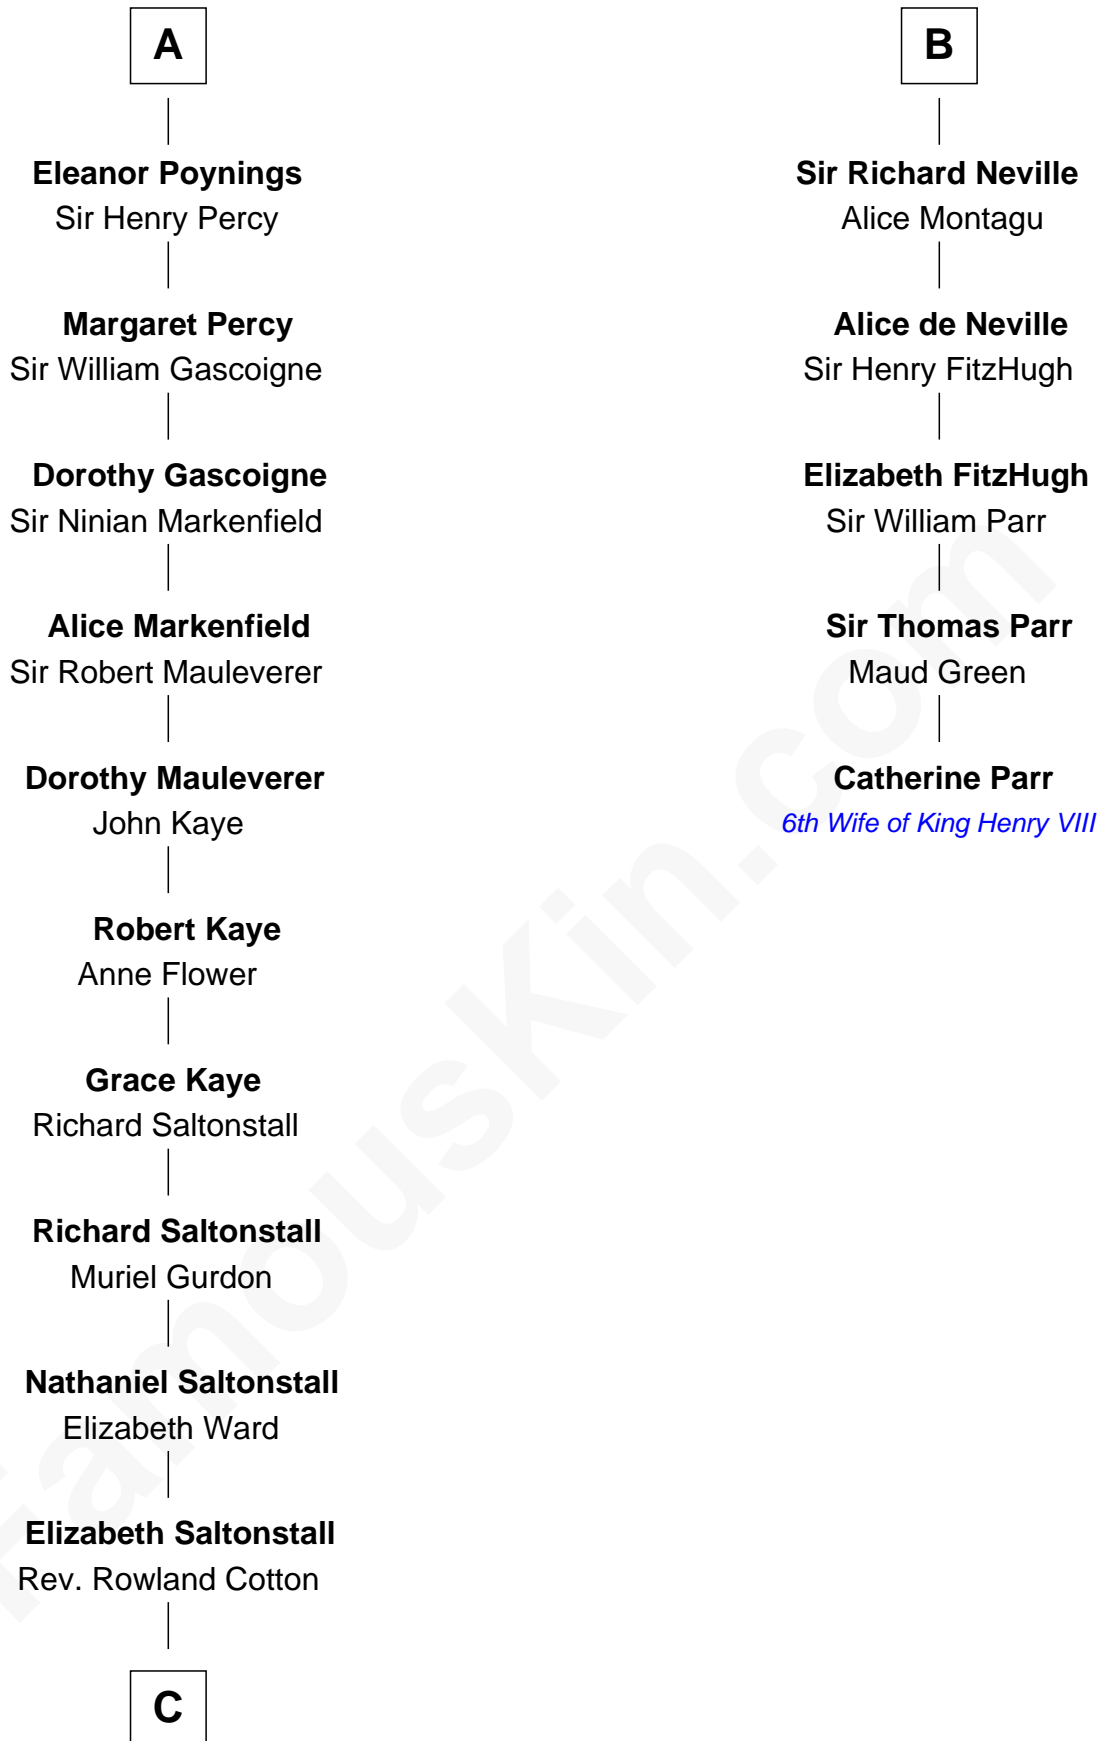 A
Eleanor Poynings
Sir Henry Percy
Margaret Percy
Sir William Gascoigne
Dorothy Gascoigne
Sir Ninian Markenfield
Alice Markenfield
Sir Robert Mauleverer
Dorothy Mauleverer
John Kaye
Robert Kaye
Anne Flower
Grace Kaye
Richard Saltonstall
Richard Saltonstall
Muriel Gurdon
Nathaniel Saltonstall
Elizabeth Ward
Elizabeth Saltonstall
Rev. Rowland Cotton
C
B
Sir Richard Neville
Alice Montagu
Alice de Neville
Sir Henry FitzHugh
Elizabeth FitzHugh
Sir William Parr
Sir Thomas Parr
Maud Green
Catherine Parr
6th Wife of King Henry VIII
FamousKin.com